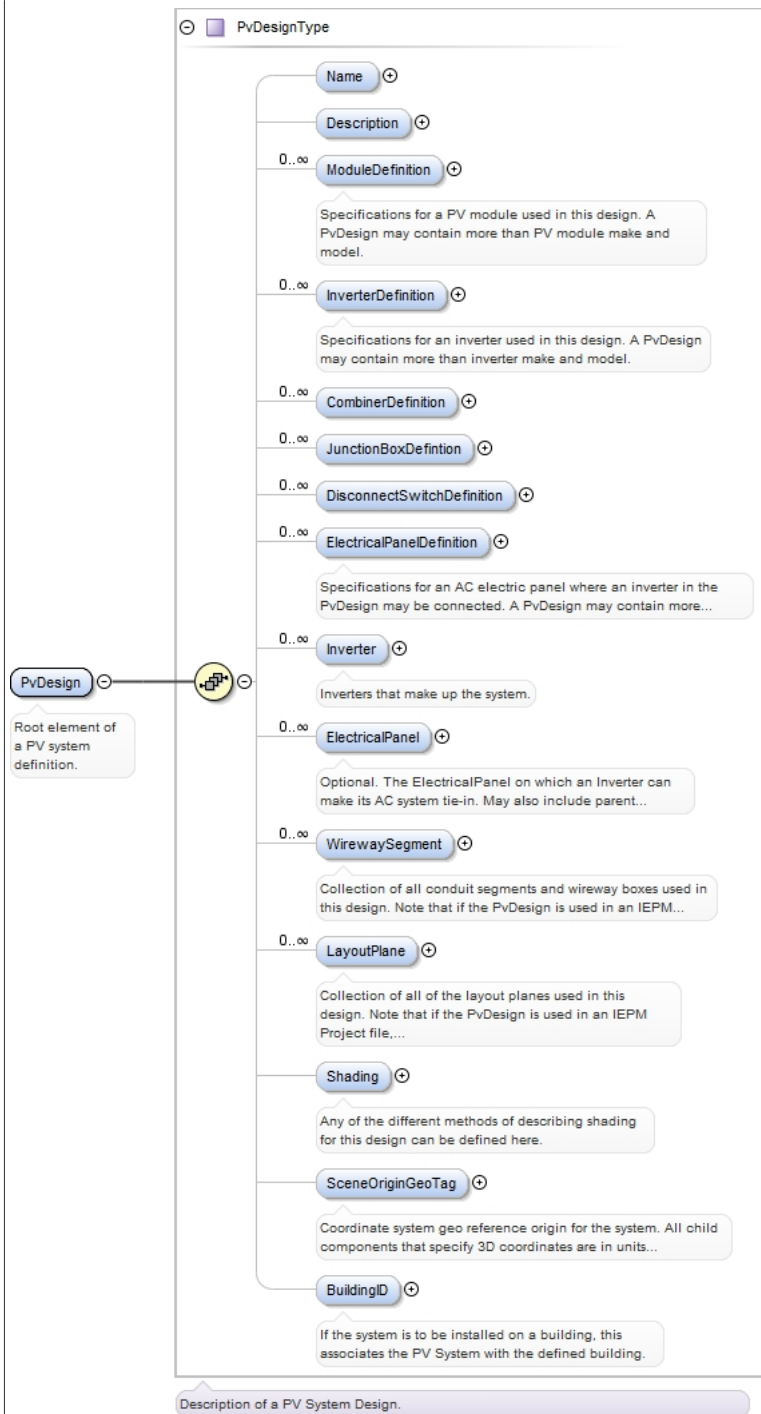 PvDesignType
Name
Description
0..∞
ModuleDefinition
Specifications for a PV module used in this design. A
PvDesign may contain more than PV module make and
model.
0..∞
InverterDefinition
Specifications for an inverter used in this design. A PvDesign
may contain more than inverter make and model.
0..∞
CombinerDefinition
0..∞
JunctionBoxDefintion
0..∞
DisconnectSwitchDefinition
0..∞
ElectricalPanelDefinition
Specifications for an AC electric panel where an inverter in the
PvDesign may be connected. A PvDesign may contain more...
0..∞
Inverter
Inverters that make up the system.
PvDesign
Root element of
a PV system
definition.
0..∞
ElectricalPanel
Optional. The ElectricalPanel on which an Inverter can
make its AC system tie-in. May also include parent...
0..∞
WirewaySegment
Collection of all conduit segments and wireway boxes used in
this design. Note that if the PvDesign is used in an IEPM...
0..∞
LayoutPlane
Collection of all of the layout planes used in this
design. Note that if the PvDesign is used in an IEPM
Project file,...
Shading
Any of the different methods of describing shading
for this design can be defined here.
SceneOriginGeoTag
Coordinate system geo reference origin for the system. All child
components that specify 3D coordinates are in units...
BuildingID
If the system is to be installed on a building, this
associates the PV System with the defined building.
Description of a PV System Design.